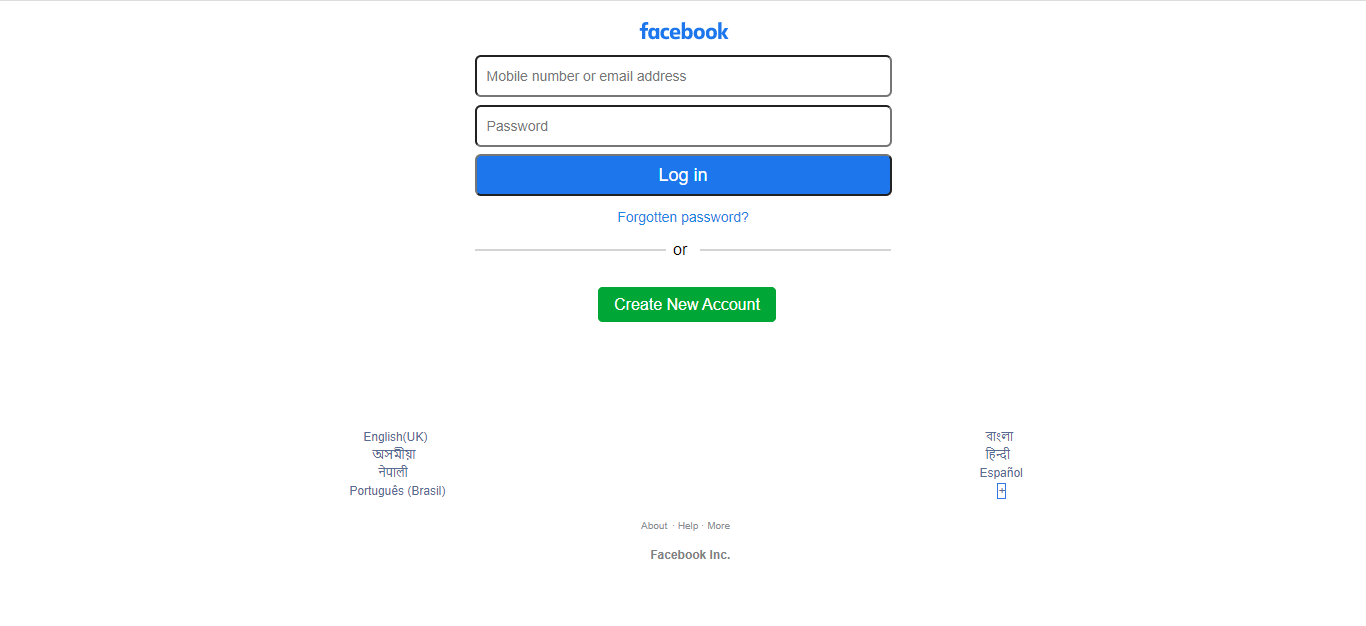 facebook
Mobile number or email address
Password
Log in
Forgotten password?
or
Create New Account
English(UK)
বাংলা
অসমীয়া
हिन्दी
नेपाली
Español
Português (Brasil)
+
About · Help · More
Facebook Inc.